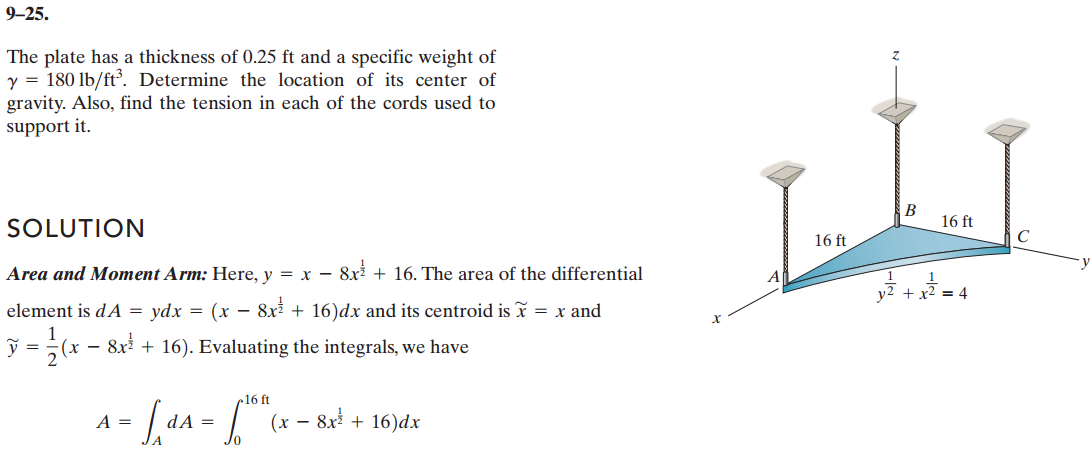 9–25.
The plate has a thickness of 0.25 ft and a specific weight of
γ = 180 lb/ft³. Determine the location of its center of
gravity. Also, find the tension in each of the cords used to
support it.
z
B
16 ft
16 ft
C
A
y
y^{1/2} + x^{1/2} = 4
x
SOLUTION
Area and Moment Arm: Here, y = x − 8x^{1/2} + 16. The area of the differential
element is dA = ydx = (x − 8x^{1/2} + 16)dx and its centroid is x̃ = x and
ỹ = 1/2(x − 8x^{1/2} + 16). Evaluating the integrals, we have
A = ∫_A dA = ∫_0^{16 ft} (x − 8x^{1/2} + 16)dx